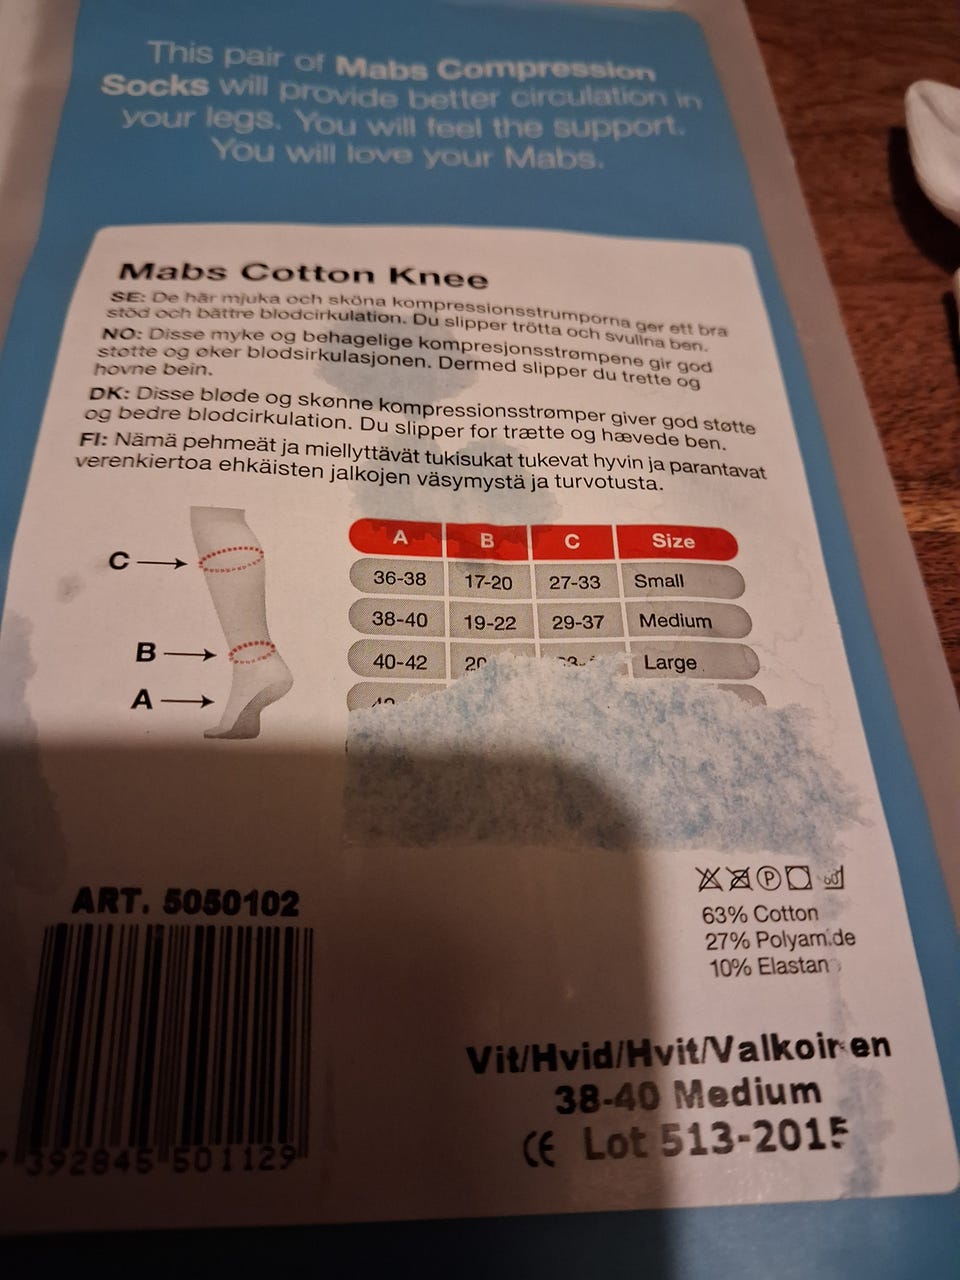 This pair of Mabs Compression
Socks will provide better circulation in
your legs. You will feel the support.
You will love your Mabs.
Mabs Cotton Knee
SE: De här mjuka och sköna kompressionsstrumporna ger ett bra
stöd och bättre blodcirkulation. Du slipper trötta och svullna ben.
NO: Disse myke og behagelige kompresjonsstrømpene gir god
støtte og øker blodsirkulasjonen. Dermed slipper du trette og
hovne bein.
DK: Disse bløde og skønne kompressionsstrømper giver god støtte
og bedre blodcirkulation. Du slipper for trætte og hævede ben.
FI: Nämä pehmeät ja miellyttävät tukisukat tukevat hyvin ja parantavat
verenkiertoa ehkäisten jalkojen väsymystä ja turvotusta.
C
B
A
A B C Size
36-38 17-20 27-33 Small
38-40 19-22 29-37 Medium
40-42 Large
P 60
63% Cotton
27% Polyamide
10% Elastan
ART. 5050102
392845 501129
Vit/Hvid/Hvit/Valkoinen
38-40 Medium
CE Lot 513-2015